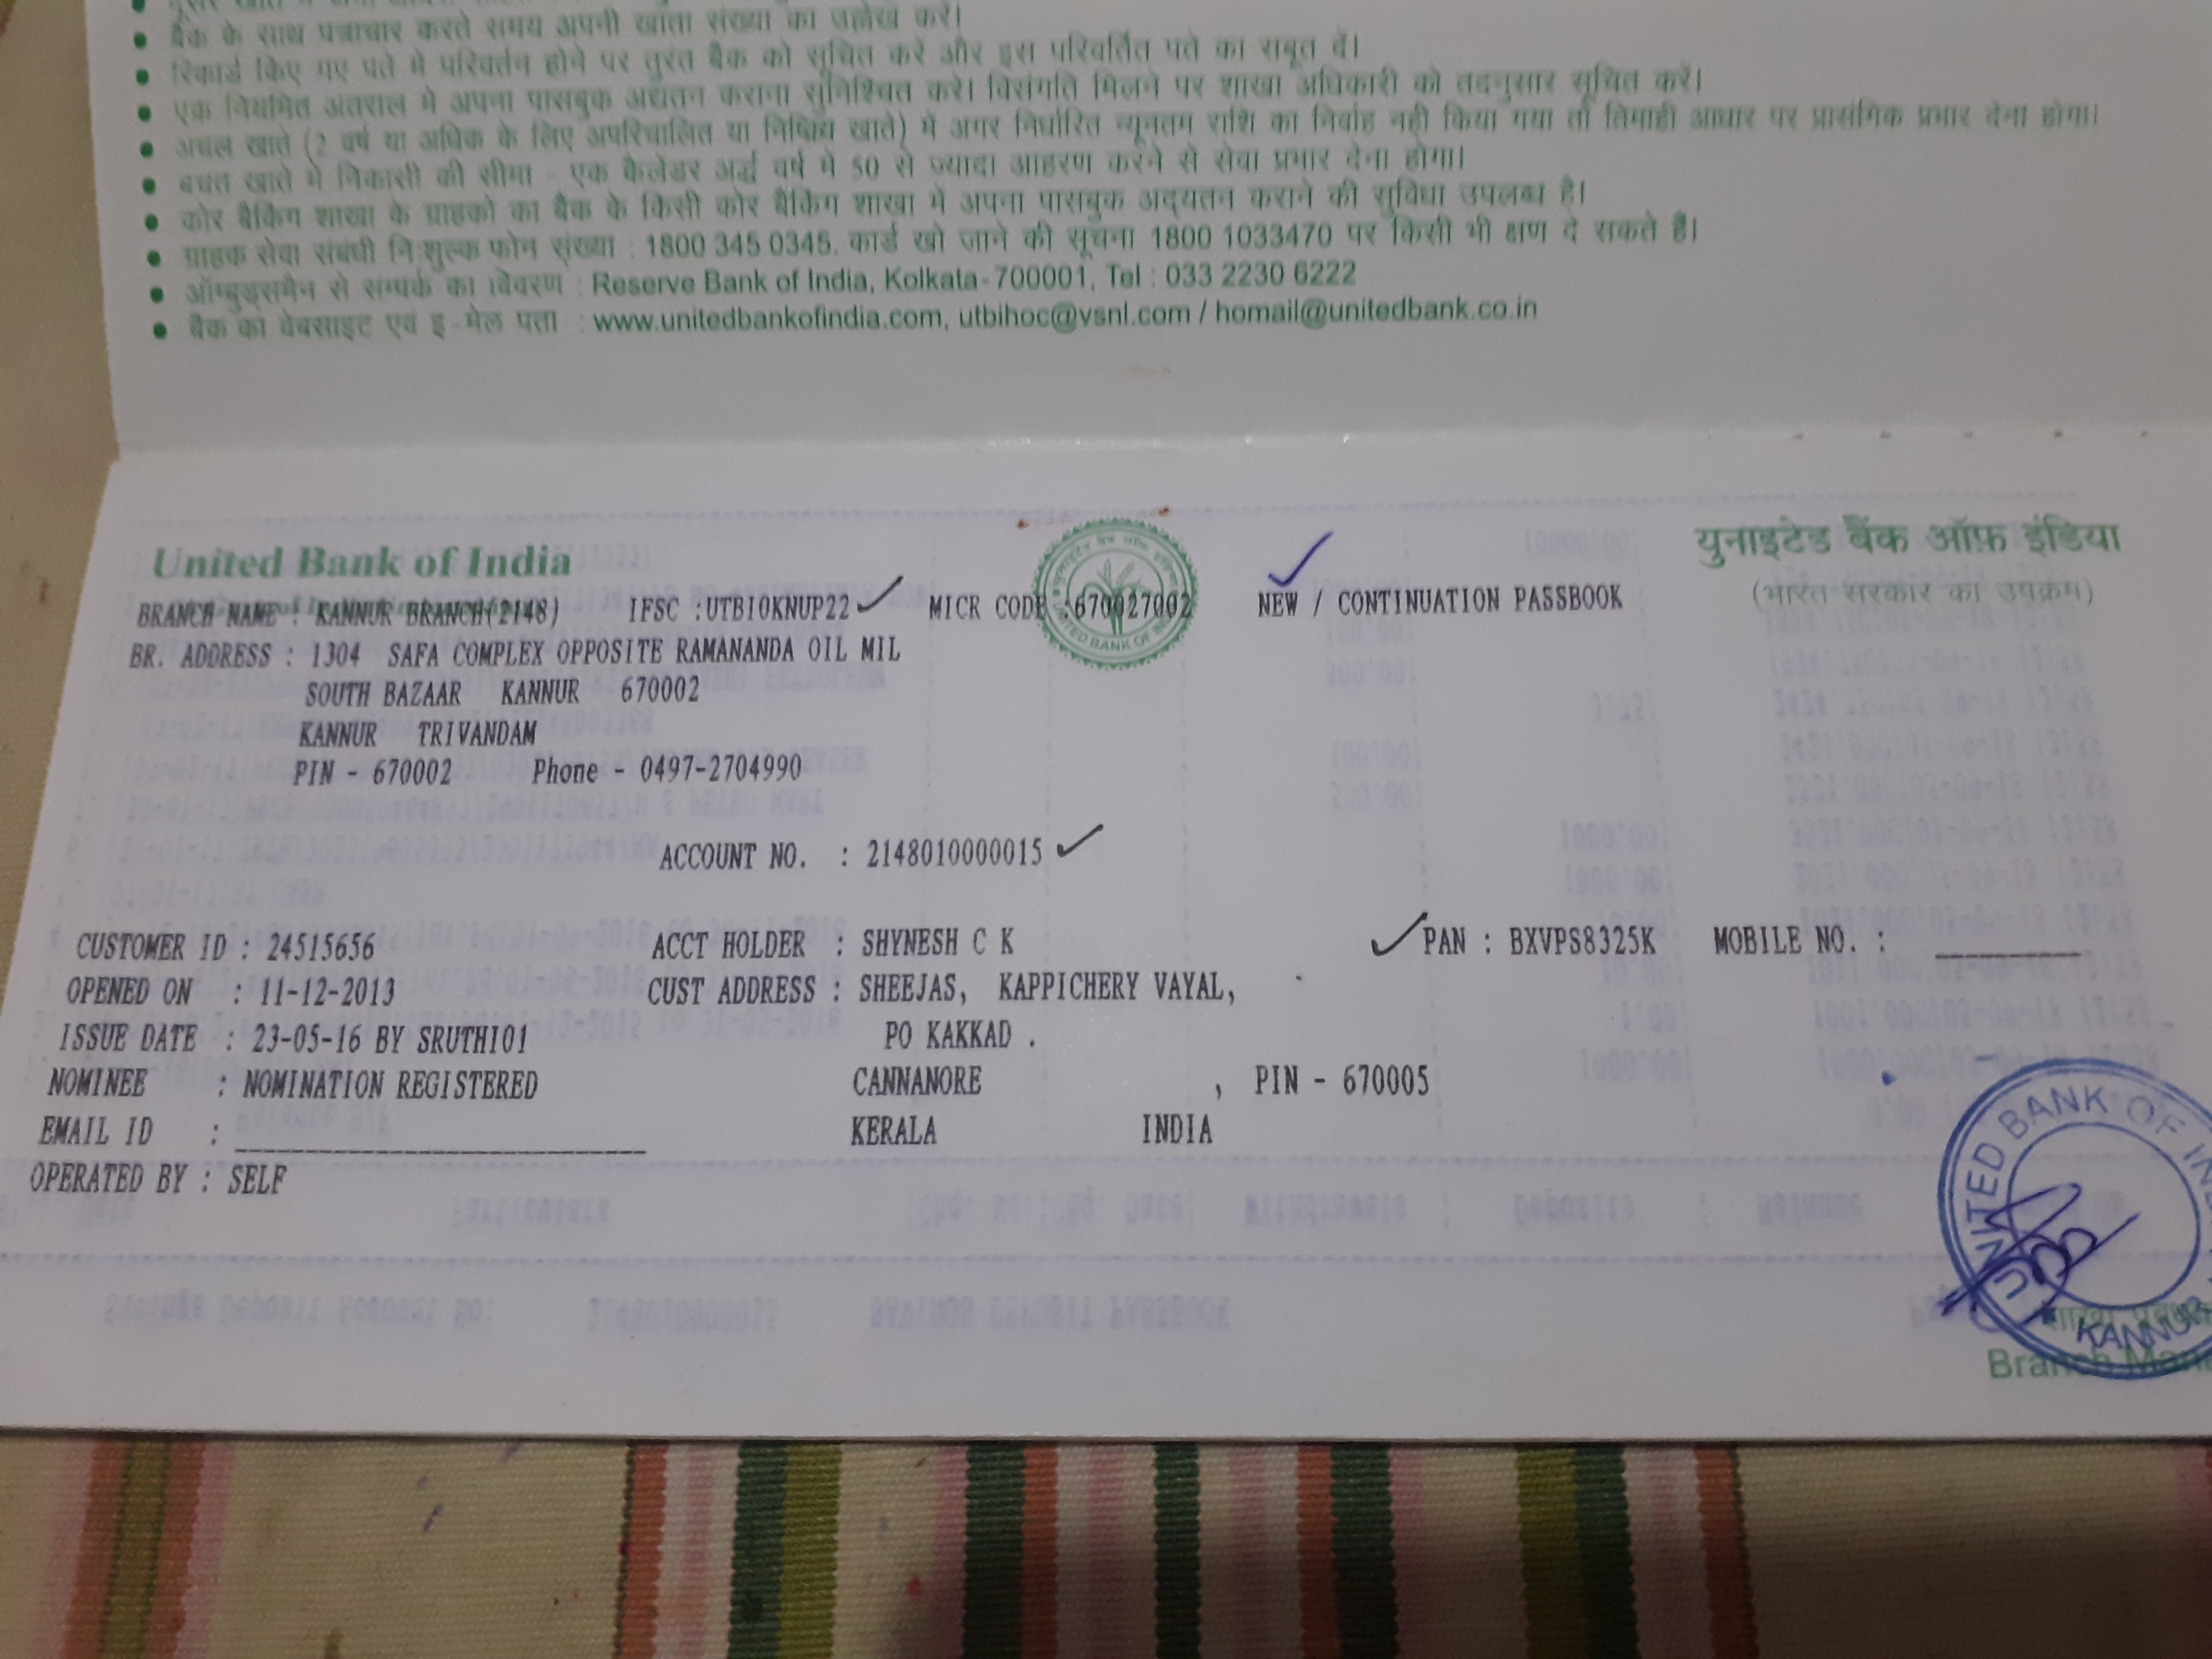 बैंक के साथ पत्राचार करते समय अपनी खाता संख्या का उल्लेख करें।
रिकार्ड किए गए पते में परिवर्तन होने पर तुरंत बैंक को सूचित करें और इस परिवर्तित पते का सबूत दें।
एक नियमित अंतराल में अपना पासबुक अद्यतन कराना सुनिश्चित करें। विसंगति मिलने पर शाखा अधिकारी को तदनुसार सूचित करें।
अचल खाते (2 वर्ष या अधिक के लिए अपरिचालित या निष्क्रिय खाते) में अगर निर्धारित न्यूनतम राशि का निर्वाह नहीं किया गया तो तिमाही आधार पर प्रासंगिक प्रभार देना होगा।
बचत खाते में निकासी की सीमा - एक कैलेंडर अर्द्ध वर्ष में 50 से ज्यादा आहरण करने से सेवा प्रभार देना होगा।
कोर बैंकिंग शाखा के ग्राहकों का बैंक के किसी कोर बैंकिंग शाखा में अपना पासबुक अद्यतन कराने की सुविधा उपलब्ध है।
ग्राहक सेवा संबंधी नि:शुल्क फोन संख्या : 1800 345 0345. कार्ड खो जाने की सूचना 1800 1033470 पर किसी भी क्षण दे सकते हैं।
ऑम्बुड्समैन से सम्पर्क का विवरण : Reserve Bank of India, Kolkata-700001, Tel : 033 2230 6222
बैंक का वेबसाइट एवं इ-मेल पता : www.unitedbankofindia.com, utbihoc@vsnl.com / homail@unitedbank.co.in
United Bank of India
युनाइटेड बैंक ऑफ़ इंडिया
(भारत सरकार का उपक्रम)
BRANCH NAME : KANNUR BRANCH(2148) IFSC :UTBI0KNUP22 MICR CODE :670027002 NEW / CONTINUATION PASSBOOK
UNITED BANK OF INDIA
BR. ADDRESS : 1304 SAFA COMPLEX OPPOSITE RAMANANDA OIL MIL
SOUTH BAZAAR KANNUR 670002
KANNUR TRIVANDAM
PIN - 670002 Phone - 0497-2704990
ACCOUNT NO. : 2148010000015
CUSTOMER ID : 24515656 ACCT HOLDER : SHYNESH C K PAN : BXVPS8325K MOBILE NO. :
OPENED ON : 11-12-2013 CUST ADDRESS : SHEEJAS, KAPPICHERY VAYAL,
ISSUE DATE : 23-05-16 BY SRUTHI01 PO KAKKAD .
NOMINEE : NOMINATION REGISTERED CANNANORE , PIN - 670005
EMAIL ID : KERALA INDIA
OPERATED BY : SELF
UNITED BANK OF IN
KANNUR
Branch Mana